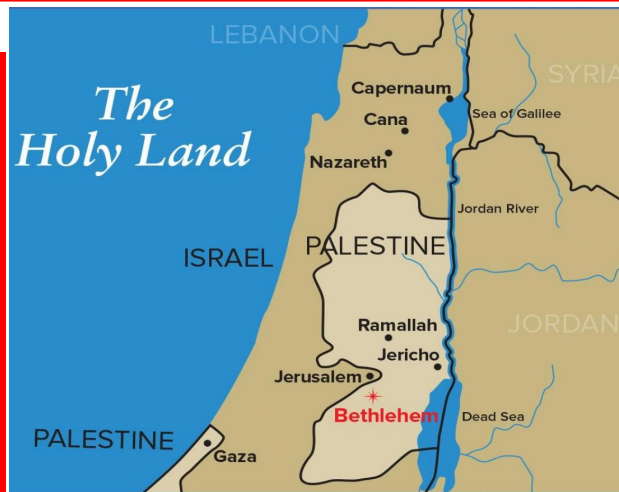 LEBANON
SYRIA
The
Holy Land
Capernaum
Sea of Galilee
Cana
Nazareth
Jordan River
PALESTINE
ISRAEL
JORDAN
Ramallah
Jericho
Jerusalem
Bethlehem
Dead Sea
PALESTINE
Gaza